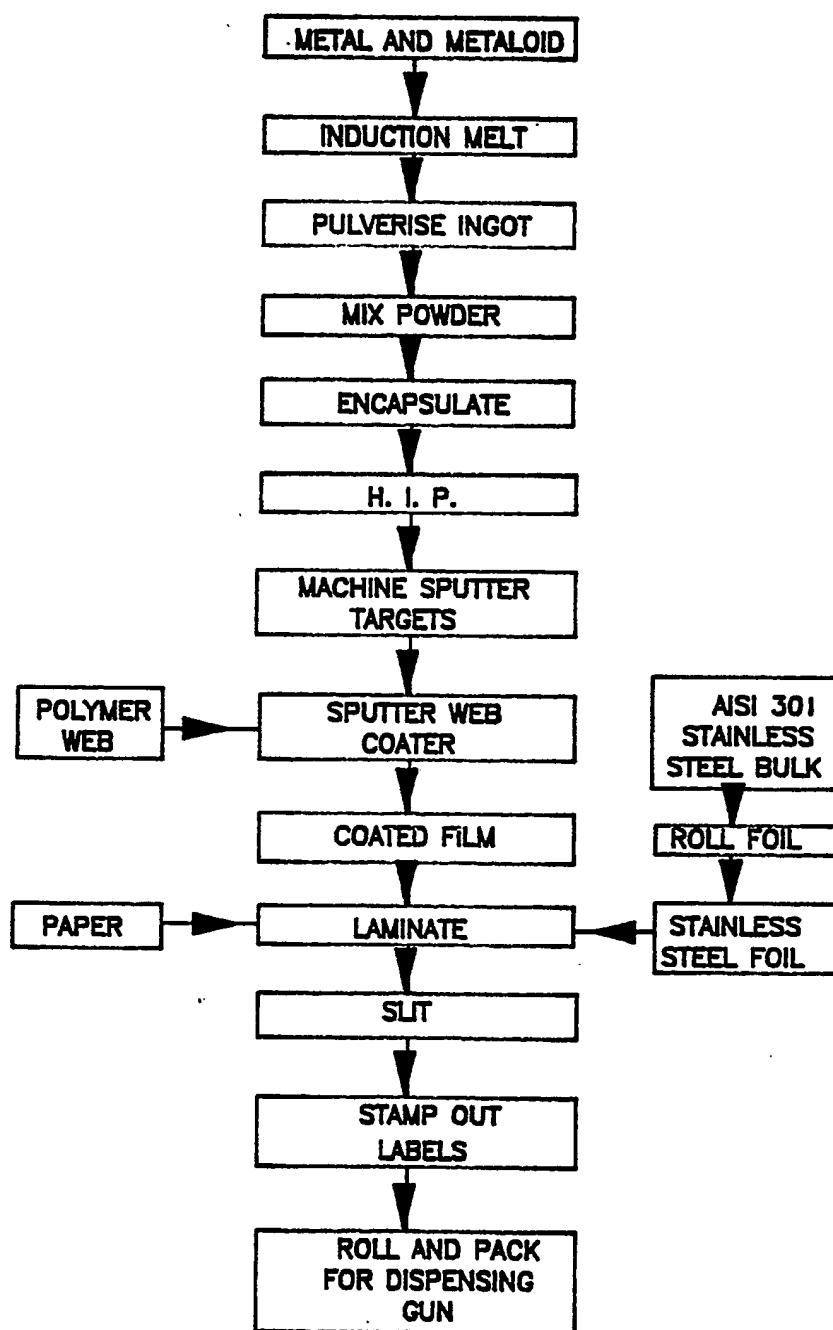 METAL AND METALOID
INDUCTION MELT
PULVERISE INGOT
MIX POWDER
ENCAPSULATE
H. I. P.
MACHINE SPUTTER
TARGETS
POLYMER
WEB
SPUTTER WEB
COATER
AISI 301
STAINLESS
STEEL BULK
COATED FILM
ROLL FOIL
PAPER
LAMINATE
STAINLESS
STEEL FOIL
SLIT
STAMP OUT
LABELS
ROLL AND PACK
FOR DISPENSING
GUN